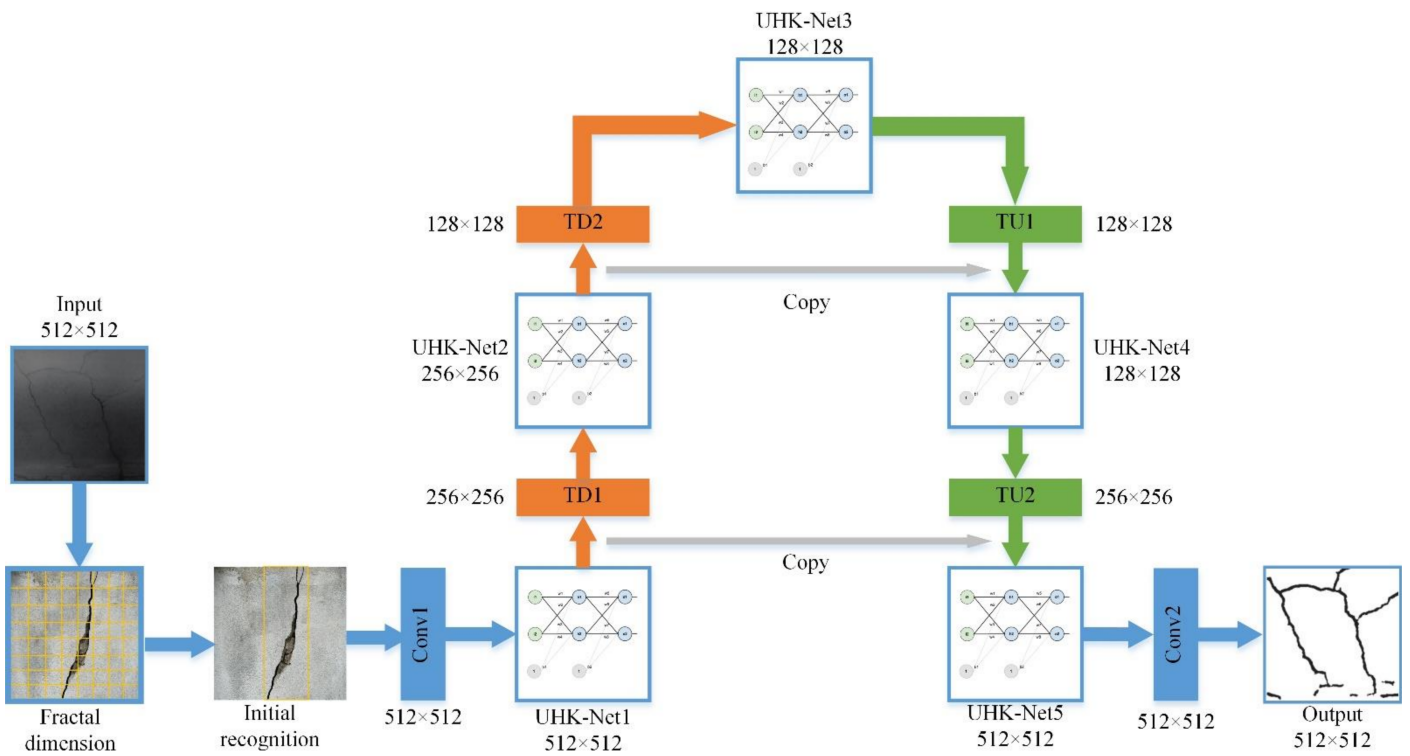 UHK-Net3
128×128
128×128
TD2
TU1
128×128
Copy
Input
512×512
UHK-Net2
256×256
UHK-Net4
128×128
256×256
TD1
TU2
256×256
Copy
Conv1
Conv2
Fractal
dimension
Initial
recognition
512×512
UHK-Net1
512×512
UHK-Net5
512×512
512×512
Output
512×512